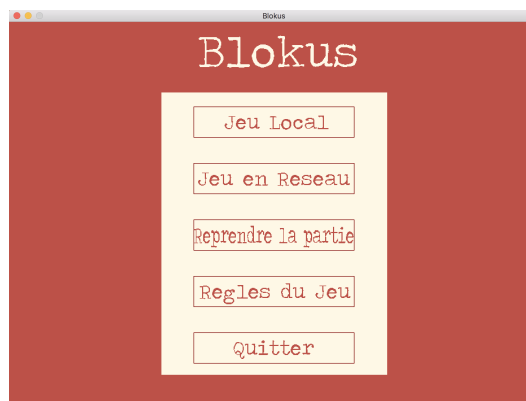 Blokus
Blokus
Jeu Local
Jeu en Reseau
Reprendre la partie
Regles du Jeu
Quitter